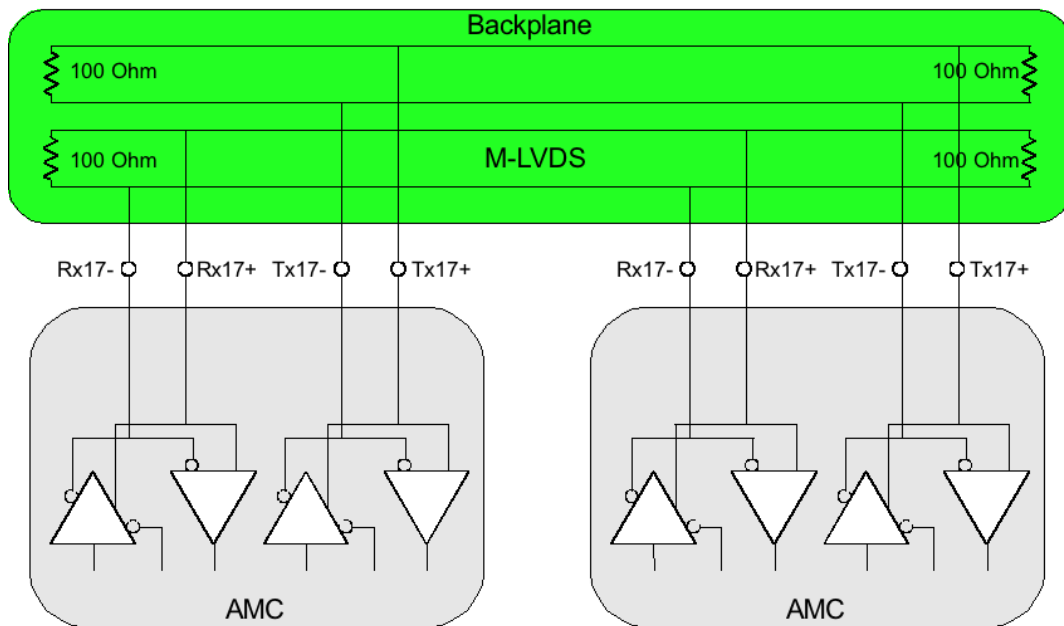 Backplane
100 Ohm
100 Ohm
100 Ohm
M-LVDS
100 Ohm
Rx17-
Rx17+
Tx17-
Tx17+
Rx17-
Rx17+
Tx17-
Tx17+
AMC
AMC